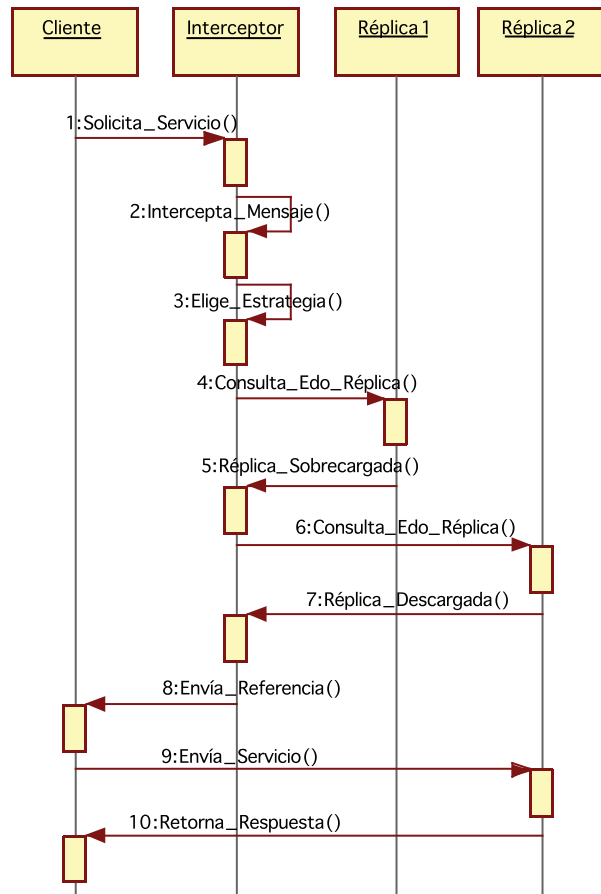 Cliente
Interceptor
Réplica 1
Réplica 2
1:Solicita_Servicio()
2:Intercepta_Mensaje()
3:Elige_Estrategia()
4:Consulta_Edo_Réplica()
5:Réplica_Sobrecargada()
6:Consulta_Edo_Réplica()
7:Réplica_Descargada()
8:Envía_Referencia()
9:Envía_Servicio()
10:Retorna_Respuesta()